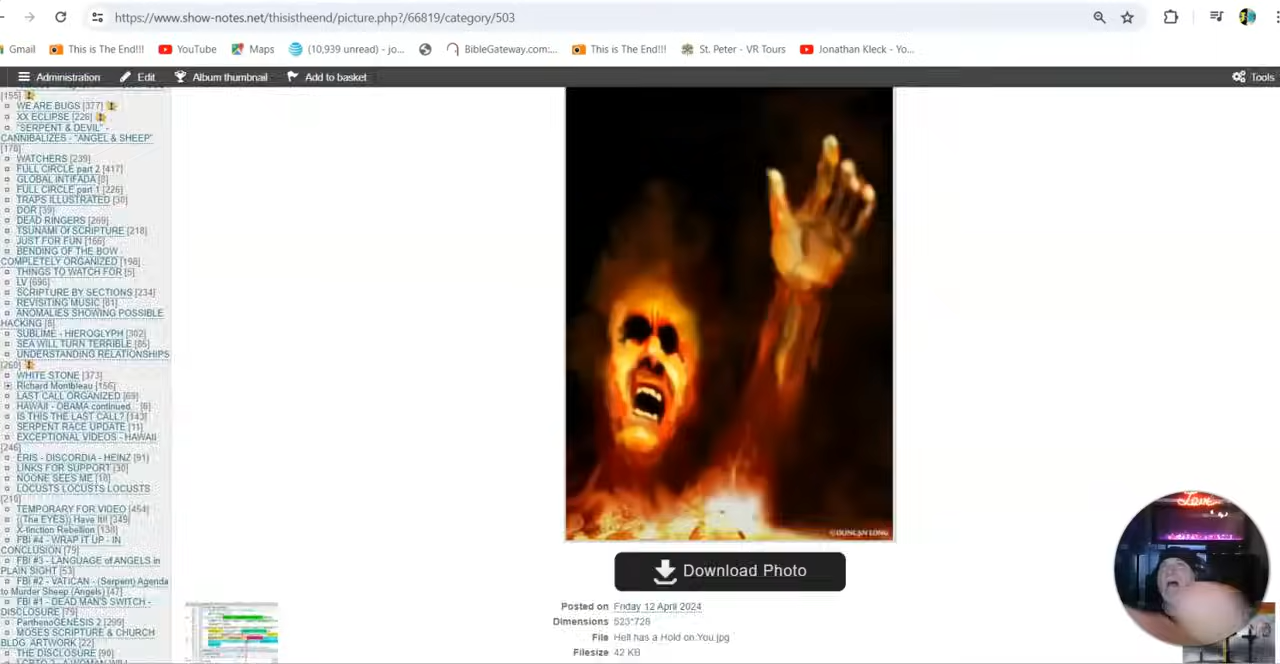 https://www.show-notes.net/thisistheend/picture.php?/66819/category/503
Gmail
This is The End!!!
YouTube
Maps
(10,939 unread) - jo...
BibleGateway.com:...
This is The End!!!
St. Peter - VR Tours
Jonathan Kleck - Yo...
Administration
Edit
Album thumbnail
Add to basket
Tools
[155]
WE ARE BUGS [377]
XX ECLIPSE [226]
"SERPENT & DEVIL" -
CANNIBALIZES - "ANGEL & SHEEP"
[178]
WATCHERS [239]
FULL CIRCLE part 2 [417]
GLOBAL INTIFADA
FULL CIRCLE part 1 [226]
TRAPS ILLUSTRATED [30]
DOR [39]
DEAD RINGERS [269]
TSUNAMI Of SCRIPTURE [218]
JUST FOR FUN [166]
BENDING OF THE BOW -
COMPLETELY ORGANIZED [198]
THINGS TO WATCH FOR [5]
LV [696]
SCRIPTURE BY SECTIONS [234]
REVISITING MUSIC [81]
ANOMALIES SHOWING POSSIBLE
HACKING
SUBLIME - HIEROGLYPH [302]
SEA WILL TURN TERRIBLE [85]
UNDERSTANDING RELATIONSHIPS
[260]
WHITE STONE [373]
Richard Montbleau [156]
LAST CALL ORGANIZED [69]
HAWAII - OBAMA continued...
IS THIS THE LAST CALL? [143]
SERPENT RACE UPDATE [11]
EXCEPTIONAL VIDEOS - HAWAII
[246]
ERIS - DISCORDIA - HEINZ [91]
LINKS FOR SUPPORT [30]
NOONE SEES ME [18]
LOCUSTS LOCUSTS LOCUSTS
[210]
TEMPORARY FOR VIDEO [454]
((The EYES)) Have It!! [349]
X-tinction Rebellion [138]
FBI #4 - WRAP IT UP - IN
CONCLUSION [79]
FBI #3 - LANGUAGE of ANGELS in
PLAIN SIGHT [53]
FBI #2 - VATICAN - (Serpent) Agenda
to Murder Sheep (Angels) [47]
FBI #1 - DEAD MAN'S SWITCH -
DISCLOSURE [79]
ParthenoGENESIS 2 [299]
MOSES SCRIPTURE & CHURCH
BLOG, ARTWORK [22]
THE DISCLOSURE [90]
©DUNCAN LONG
Download Photo
Posted on Friday 12 April 2024
Dimensions 523*728
File Hell has a Hold on You.jpg
Filesize 42 KB
Love